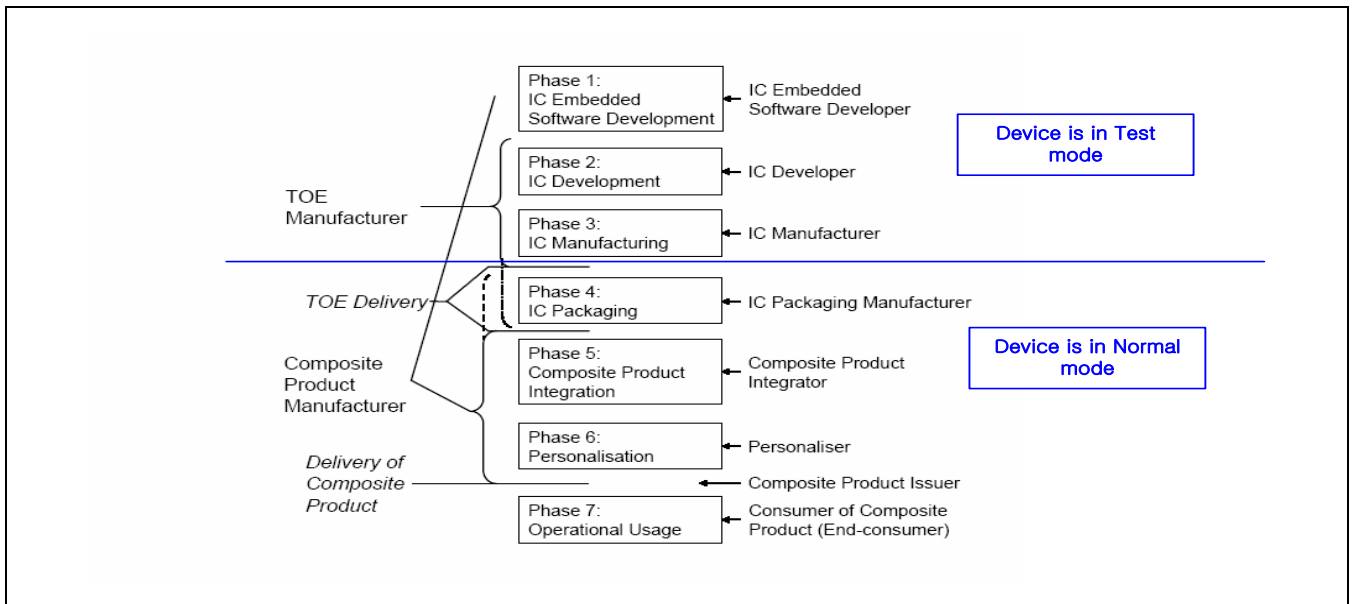 Phase 1:
IC Embedded
Software Development
IC Embedded
Software Developer
Device is in Test
mode
Phase 2:
IC Development
IC Developer
TOE
Manufacturer
Phase 3:
IC Manufacturing
IC Manufacturer
TOE Delivery
Phase 4:
IC Packaging
IC Packaging Manufacturer
Device is in Normal
mode
Composite
Product
Manufacturer
Phase 5:
Composite Product
Integration
Composite Product
Integrator
Phase 6:
Personalisation
Personaliser
Delivery of
Composite
Product
Composite Product Issuer
Phase 7:
Operational Usage
Consumer of Composite
Product (End-consumer)